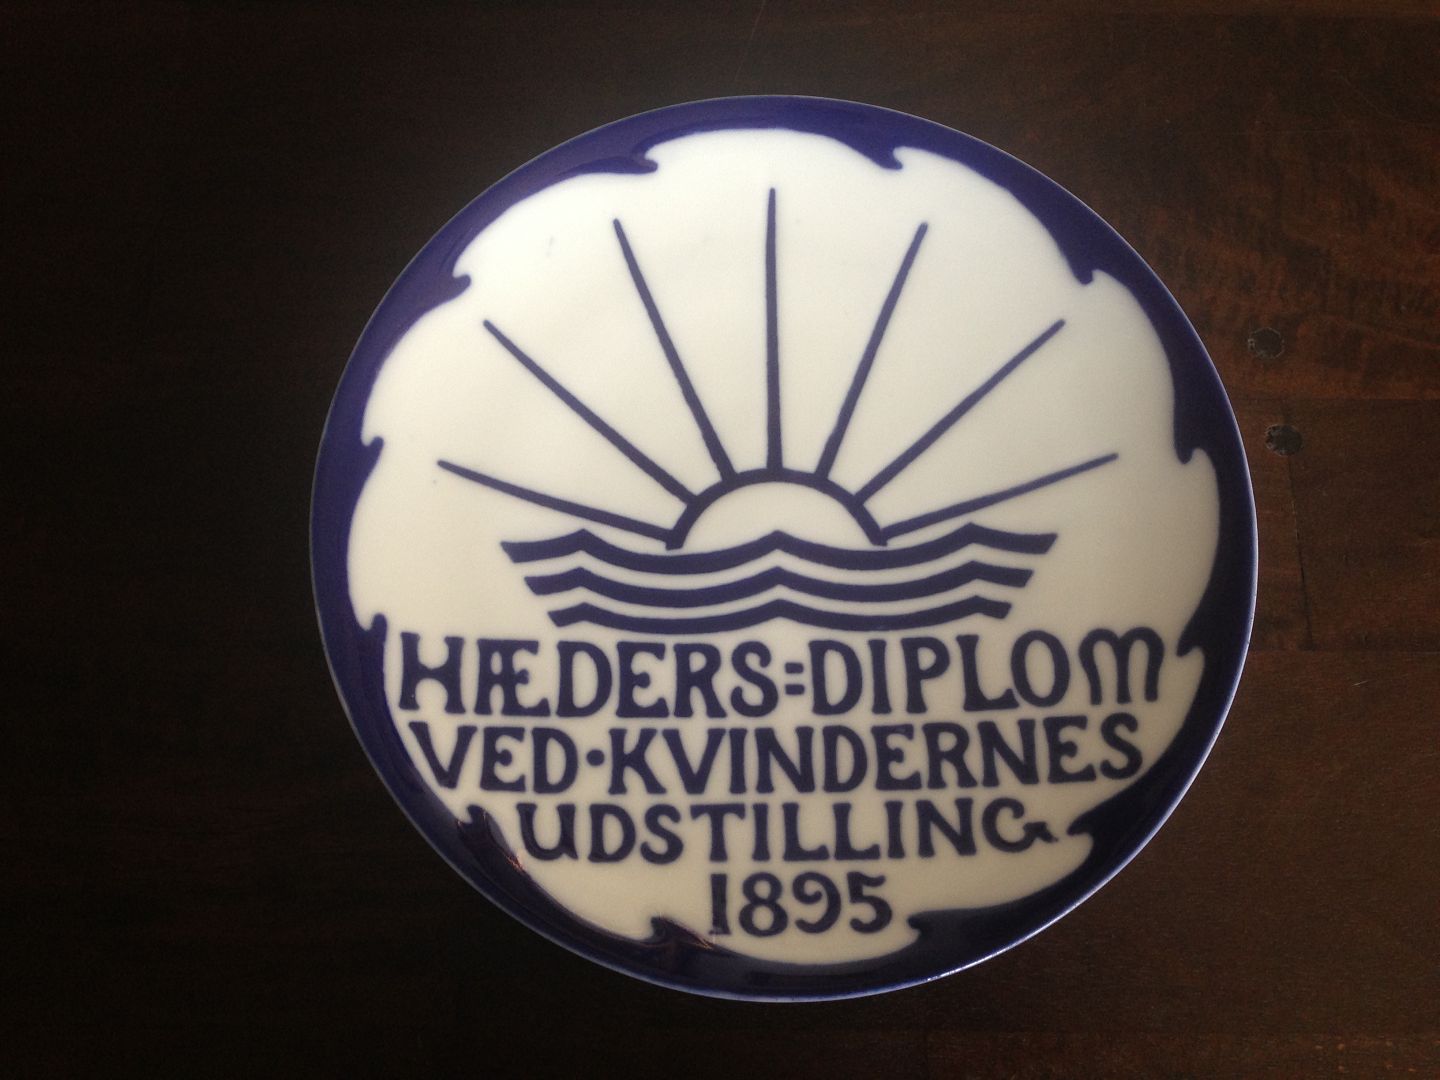 HÆDERS=DIPLOM
VED·KVINDERNES
UDSTILLING
1895